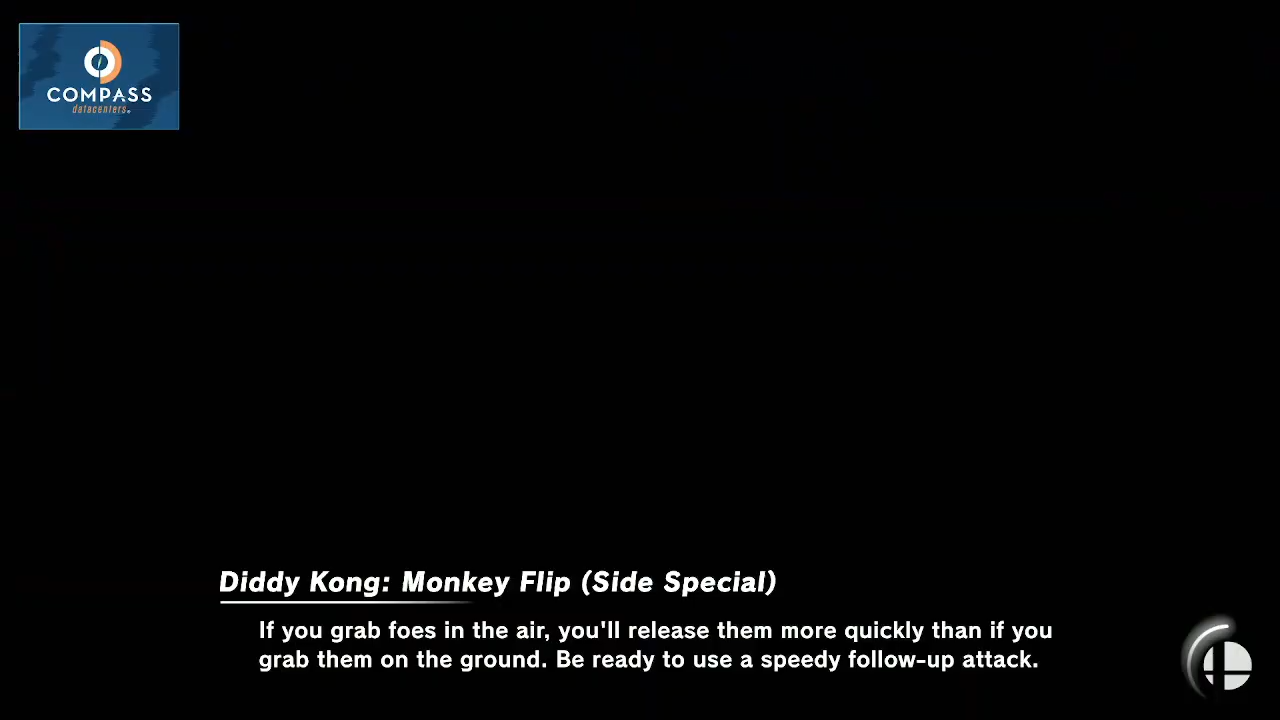 COMPASS
datacenters
Diddy Kong: Monkey Flip (Side Special)
If you grab foes in the air, you'll release them more quickly than if you
grab them on the ground. Be ready to use a speedy follow-up attack.